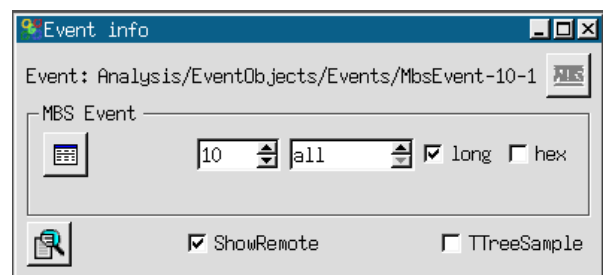 Event info
Event: Analysis/EventObjects/Events/MbsEvent-10-1
MBS Event
10 all long hex
ShowRemote TTreeSample